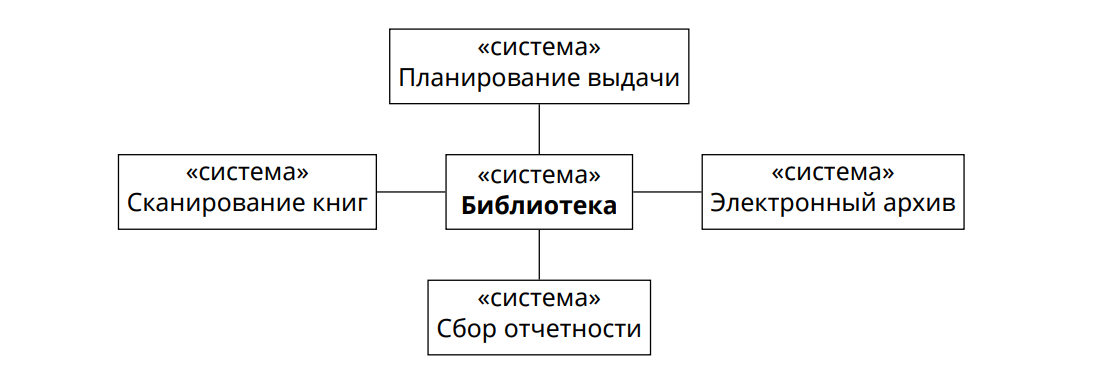 «система»
Планирование выдачи
«система»
Сканирование книг
«система»
Библиотека
«система»
Электронный архив
«система»
Сбор отчетности